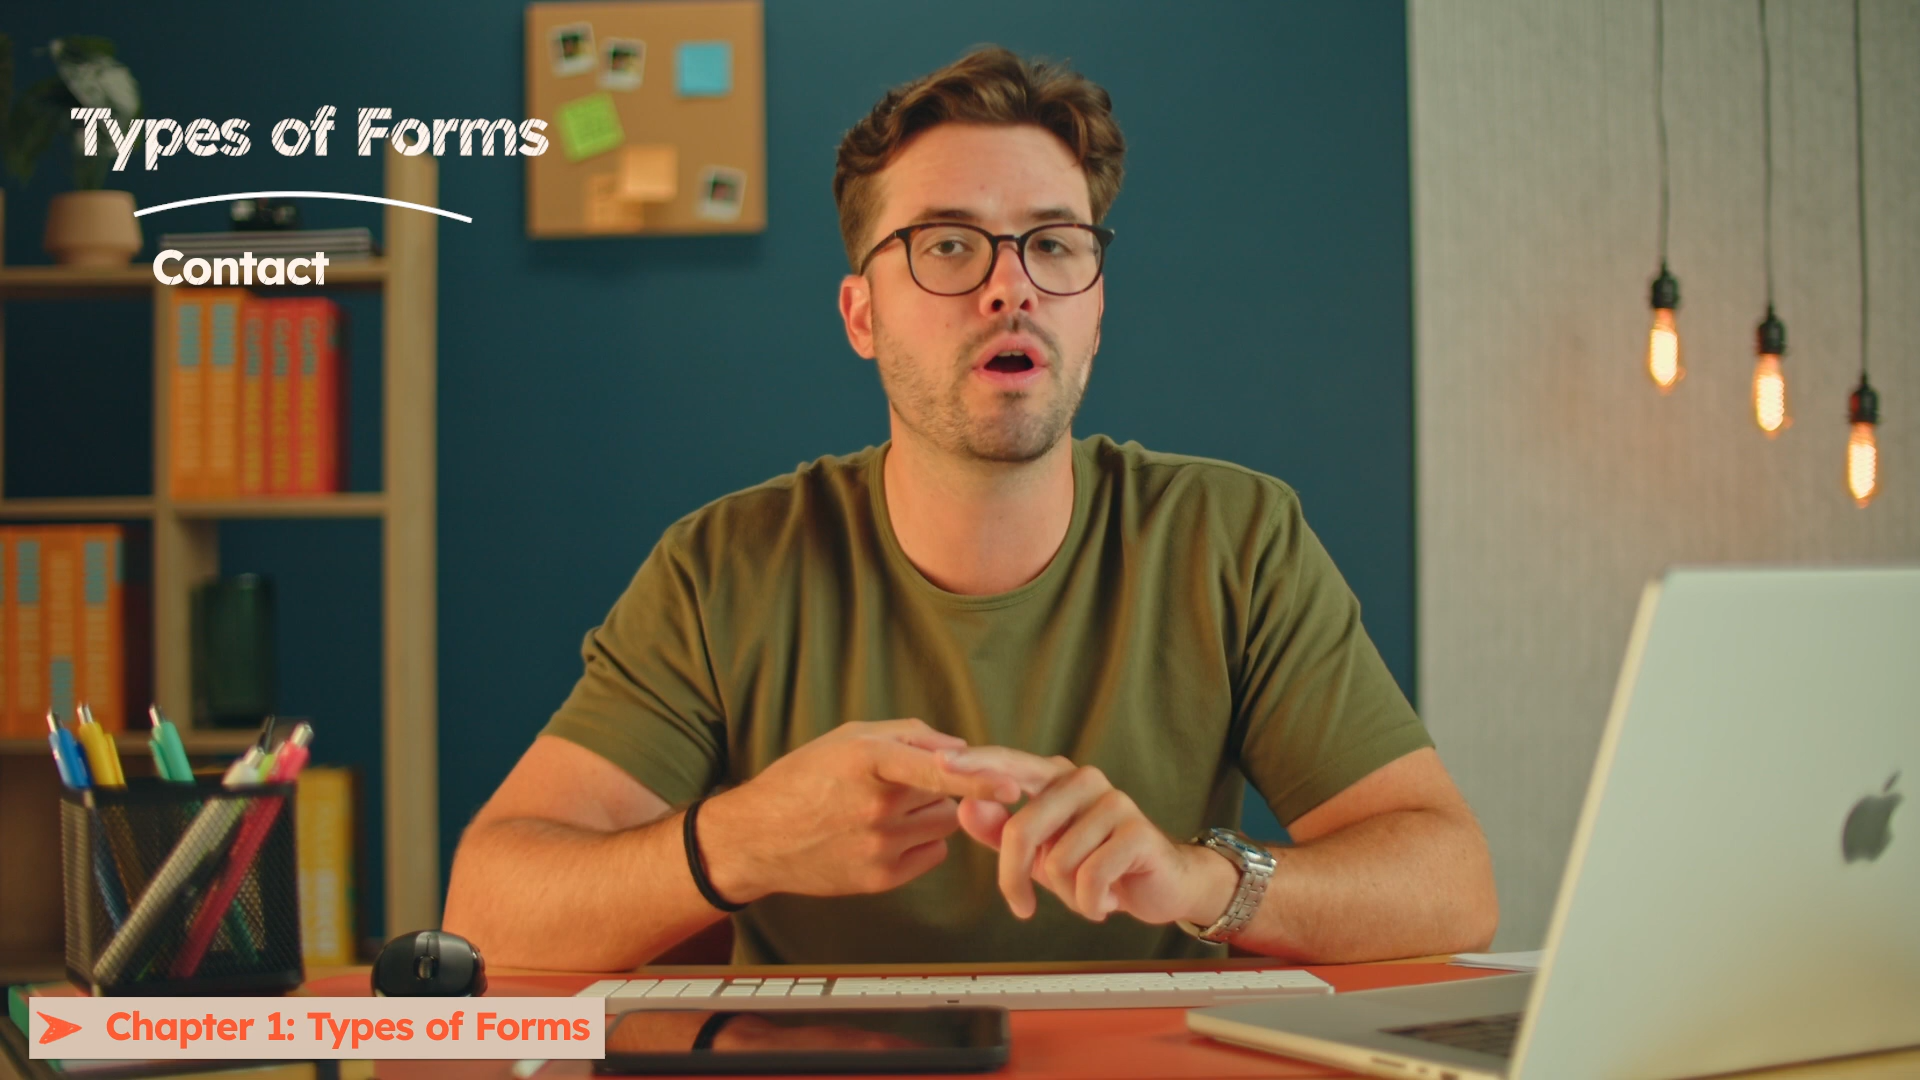 Types of Forms
Contact
Chapter 1: Types of Forms